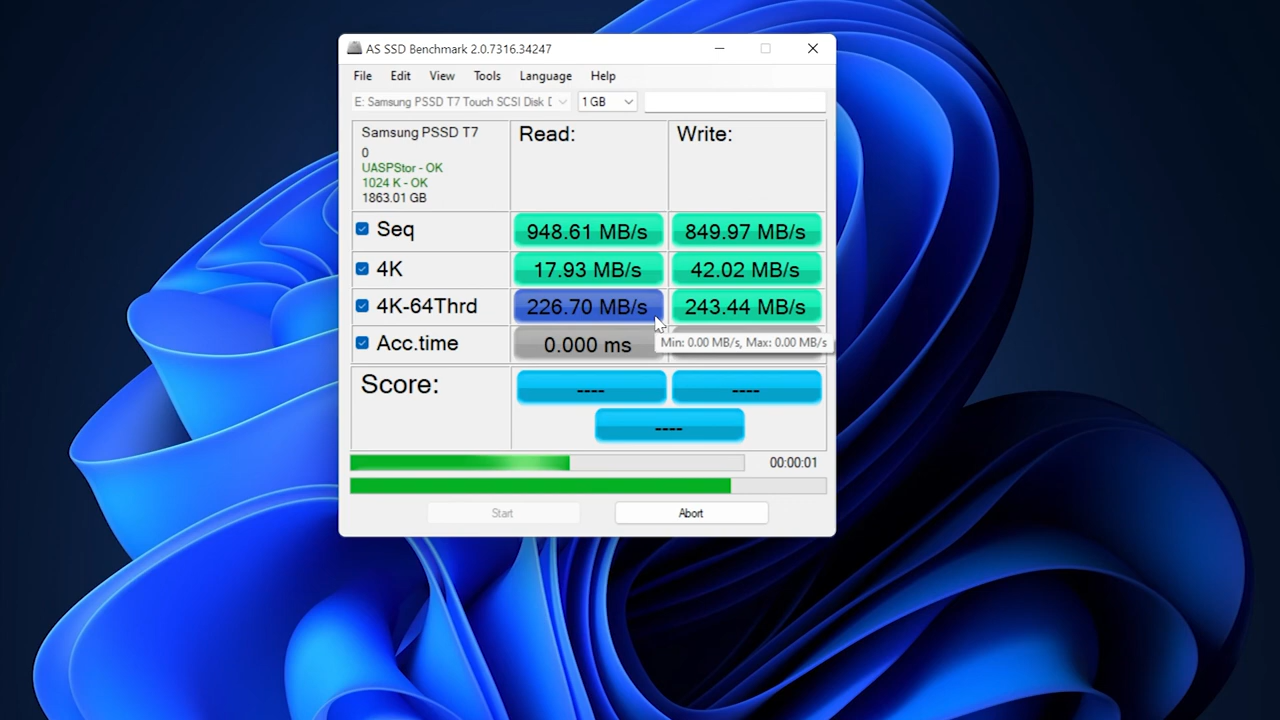 AS SSD Benchmark 2.0.7316.34247
File Edit View Tools Language Help
E: Samsung PSSD T7 Touch SCSI Disk 1 GB
Samsung PSSD T7
0
UASPStor - OK
1024 K - OK
1863.01 GB
Read: Write:
Seq 948.61 MB/s 849.97 MB/s
4K 17.93 MB/s 42.02 MB/s
4K-64Thrd 226.70 MB/s 243.44 MB/s
Acc.time 0.000 ms
Min: 0.00 MB/s, Max: 0.00 MB/s
Score: ---- ----
----
00:00:01
Start Abort